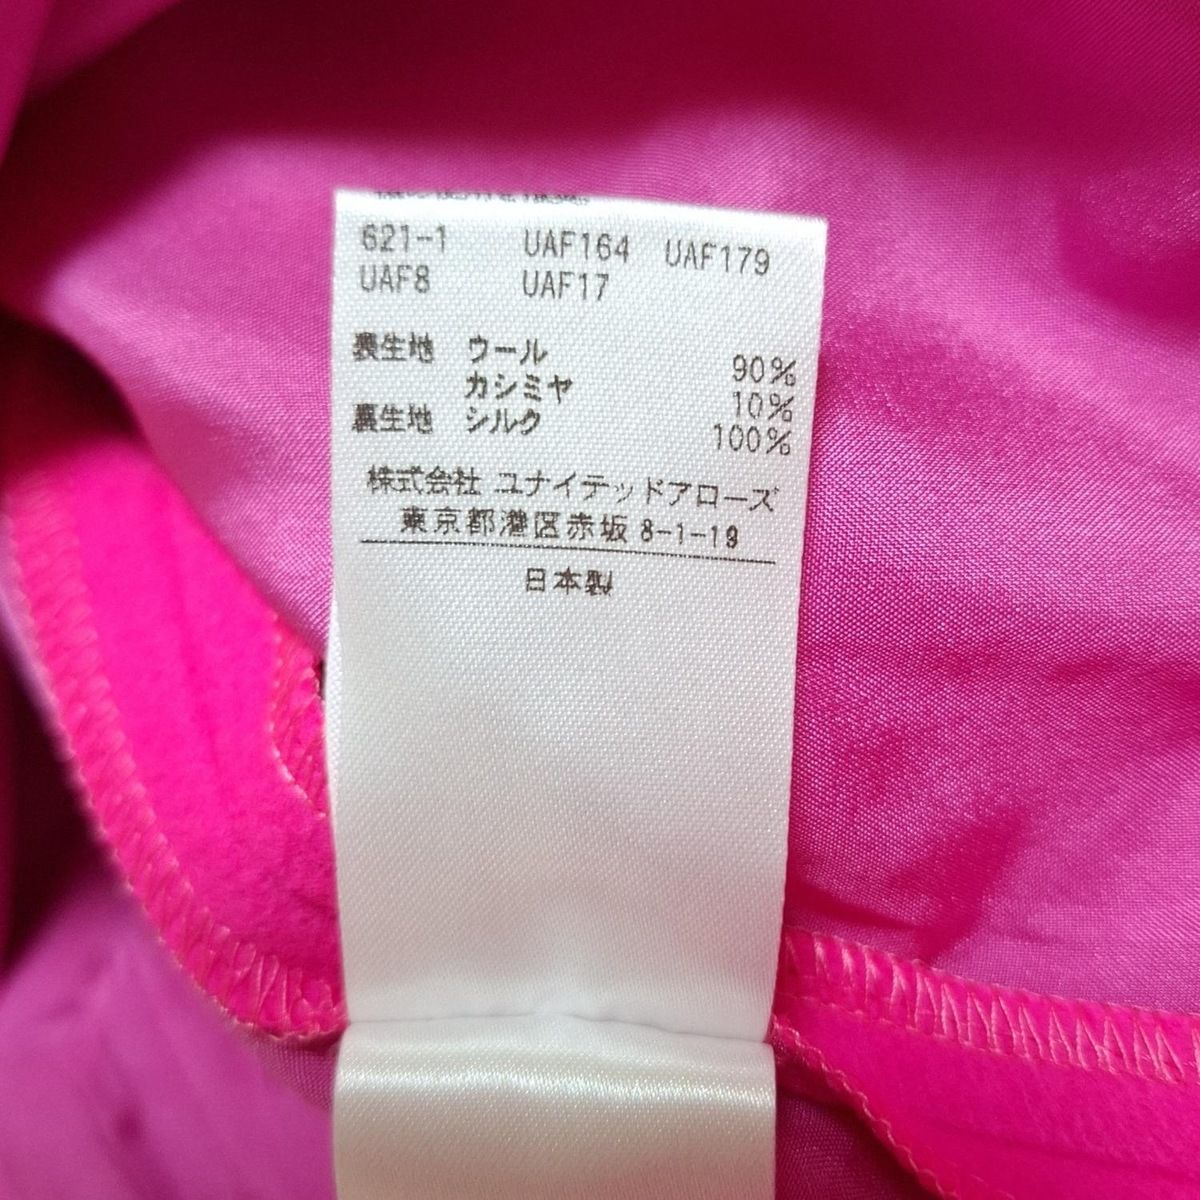 621-1 UAF164 UAF179
UAF8 UAF17
表生地 ウール 90%
カシミヤ 10%
裏生地 シルク 100%
株式会社 ユナイテッドアローズ
東京都港区赤坂 8-1-19
日本製